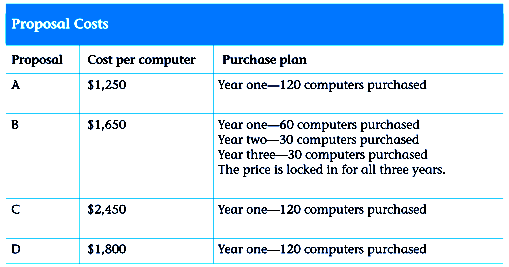 Proposal Costs
Proposal Cost per computer Purchase plan
A $1,250 Year one—120 computers purchased
B $1,650 Year one—60 computers purchased
Year two—30 computers purchased
Year three—30 computers purchased
The price is locked in for all three years.
C $2,450 Year one—120 computers purchased
D $1,800 Year one—120 computers purchased